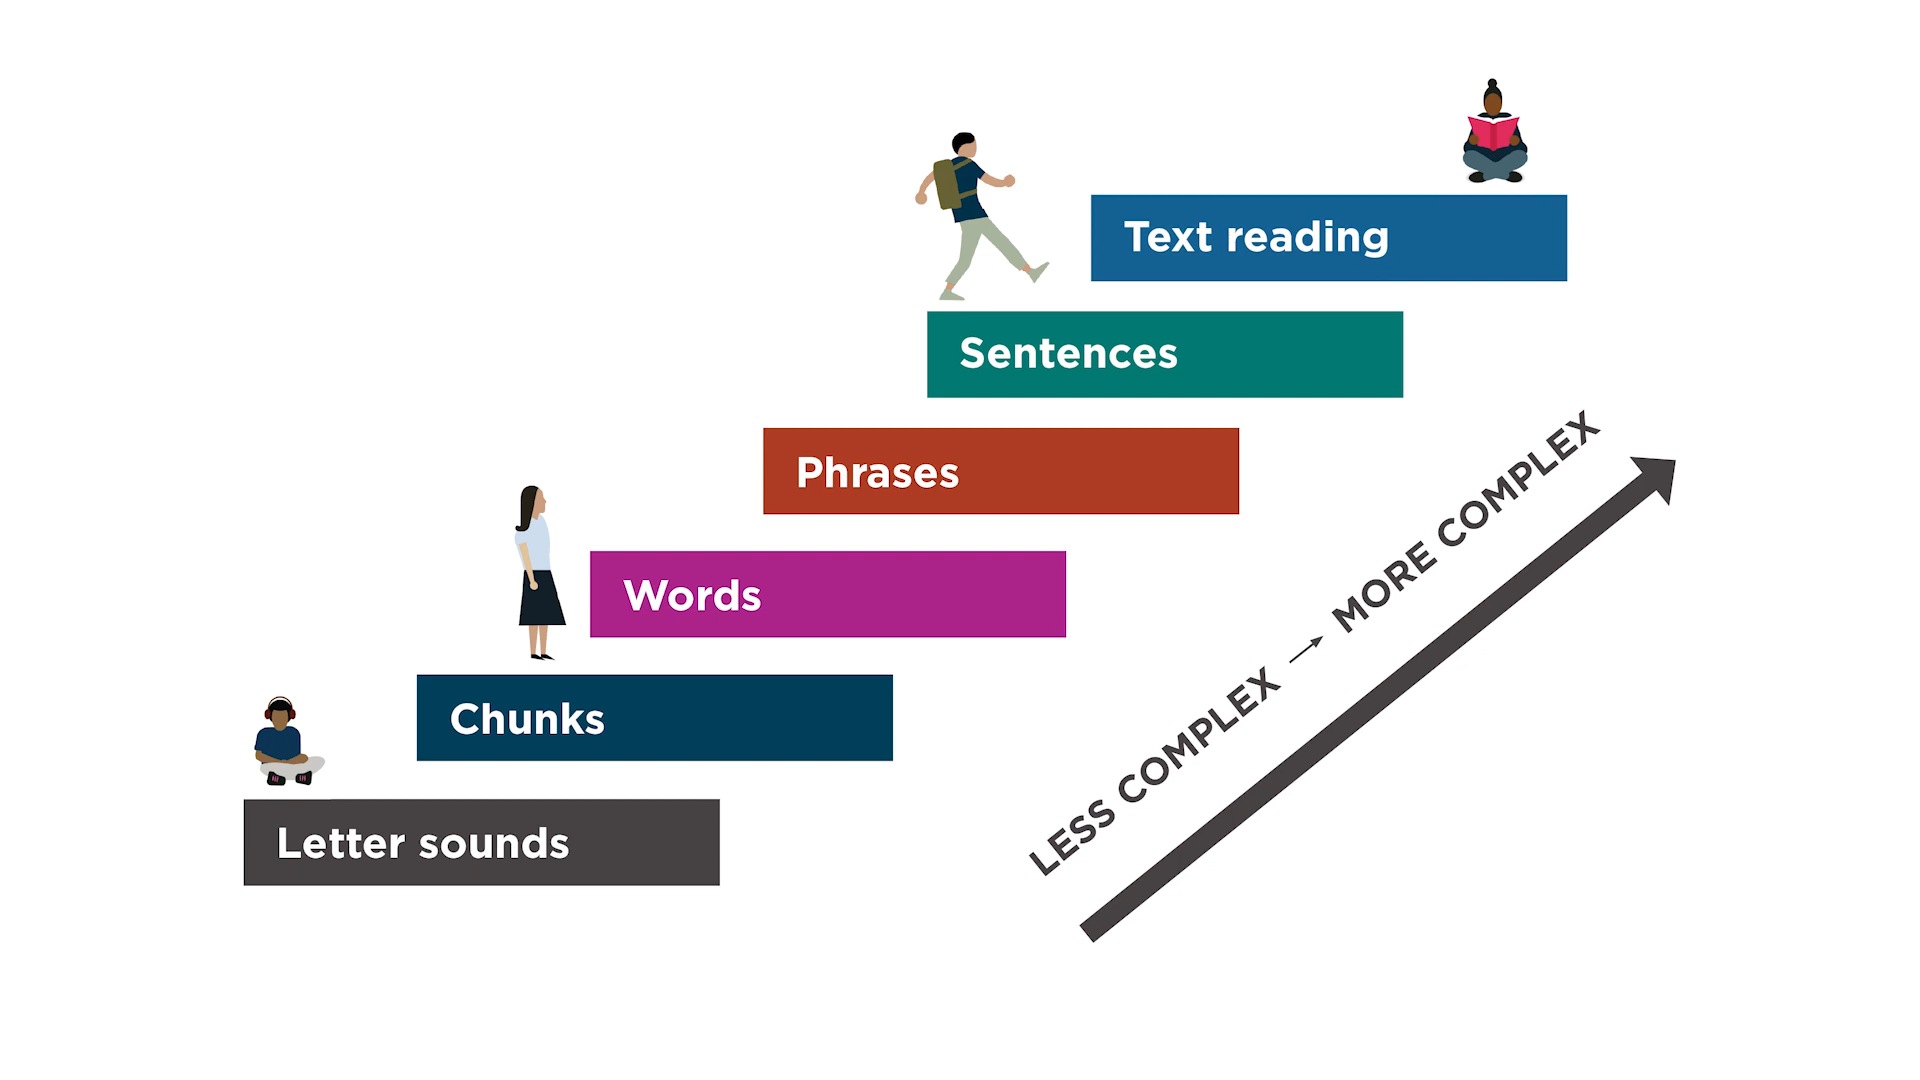 Text reading
Sentences
Phrases
Words
Chunks
Letter sounds
LESS COMPLEX → MORE COMPLEX